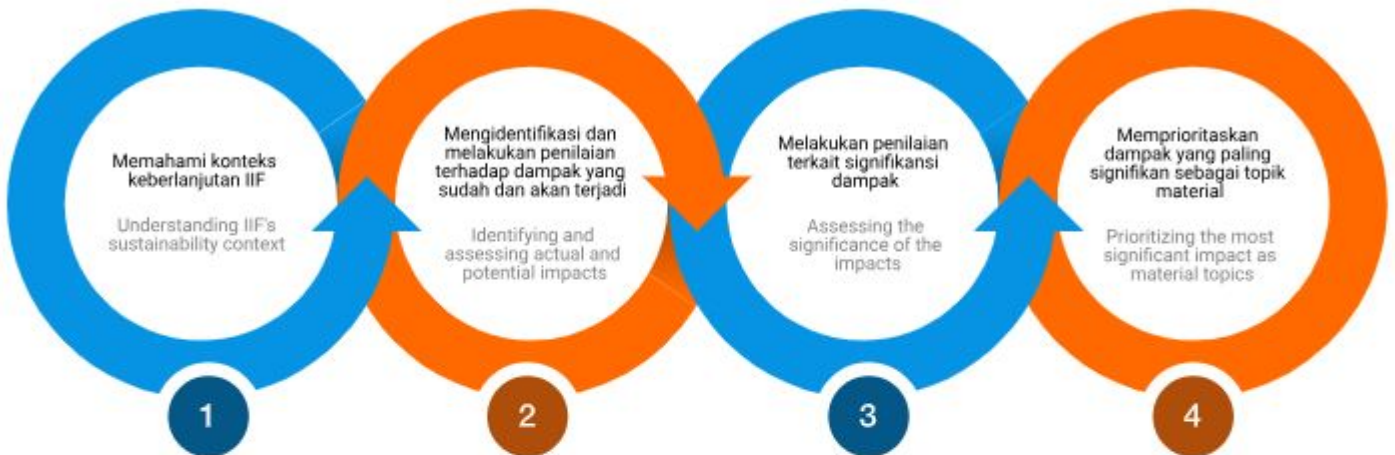 Memahami konteks
keberlanjutan IIF
Understanding IIF's
sustainability context
1
Mengidentifikasi dan
melakukan penilaian
terhadap dampak yang
sudah dan akan terjadi
Identifying and
assessing actual and
potential impacts
2
Melakukan penilaian
terkait signifikansi
dampak
Assessing the
significance of the
impacts
3
Memprioritaskan
dampak yang paling
signifikan sebagai topik
material
Prioritizing the most
significant impact as
material topics
4